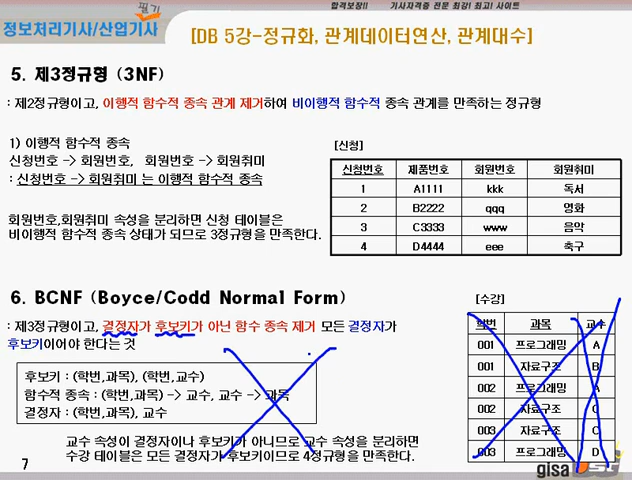 합격보장!! 기사자격증 전문 최강! 최고! 사이트
필기
정보처리기사/산업기사
[DB 5강-정규화, 관계데이터연산, 관계대수]
5. 제3정규형 (3NF)
: 제2정규형이고, 이행적 함수적 종속 관계 제거하여 비이행적 함수적 종속 관계를 만족하는 정규형
1) 이행적 함수적 종속
신청번호 -> 회원번호, 회원번호 -> 회원취미
: 신청번호 -> 회원취미 는 이행적 함수적 종속
회원번호,회원취미 속성을 분리하면 신청 테이블은
비이행적 함수적 종속 상태가 되므로 3정규형을 만족한다.
[신청]
신청번호 제품번호 회원번호 회원취미
1 A1111 kkk 독서
2 B2222 qqq 영화
3 C3333 www 음악
4 D4444 eee 축구
6. BCNF (Boyce/Codd Normal Form)
: 제3정규형이고, 결정자가 후보키가 아닌 함수 종속 제거 모든 결정자가
후보키이어야 한다는 것
후보키 : (학번,과목), (학번,교수)
함수적 종속 : (학번,과목) -> 교수, 교수 -> 과목
결정자 : (학번,과목), 교수
교수 속성이 결정자이나 후보키가 아니므로 교수 속성을 분리하면
수강 테이블은 모든 결정자가 후보키이므로 4정규형을 만족한다.
[수강]
학번 과목 교수
001 프로그래밍 A
001 자료구조 B
002 프로그래밍 A
002 자료구조 C
003 자료구조 C
003 프로그래밍 D
7
gisa